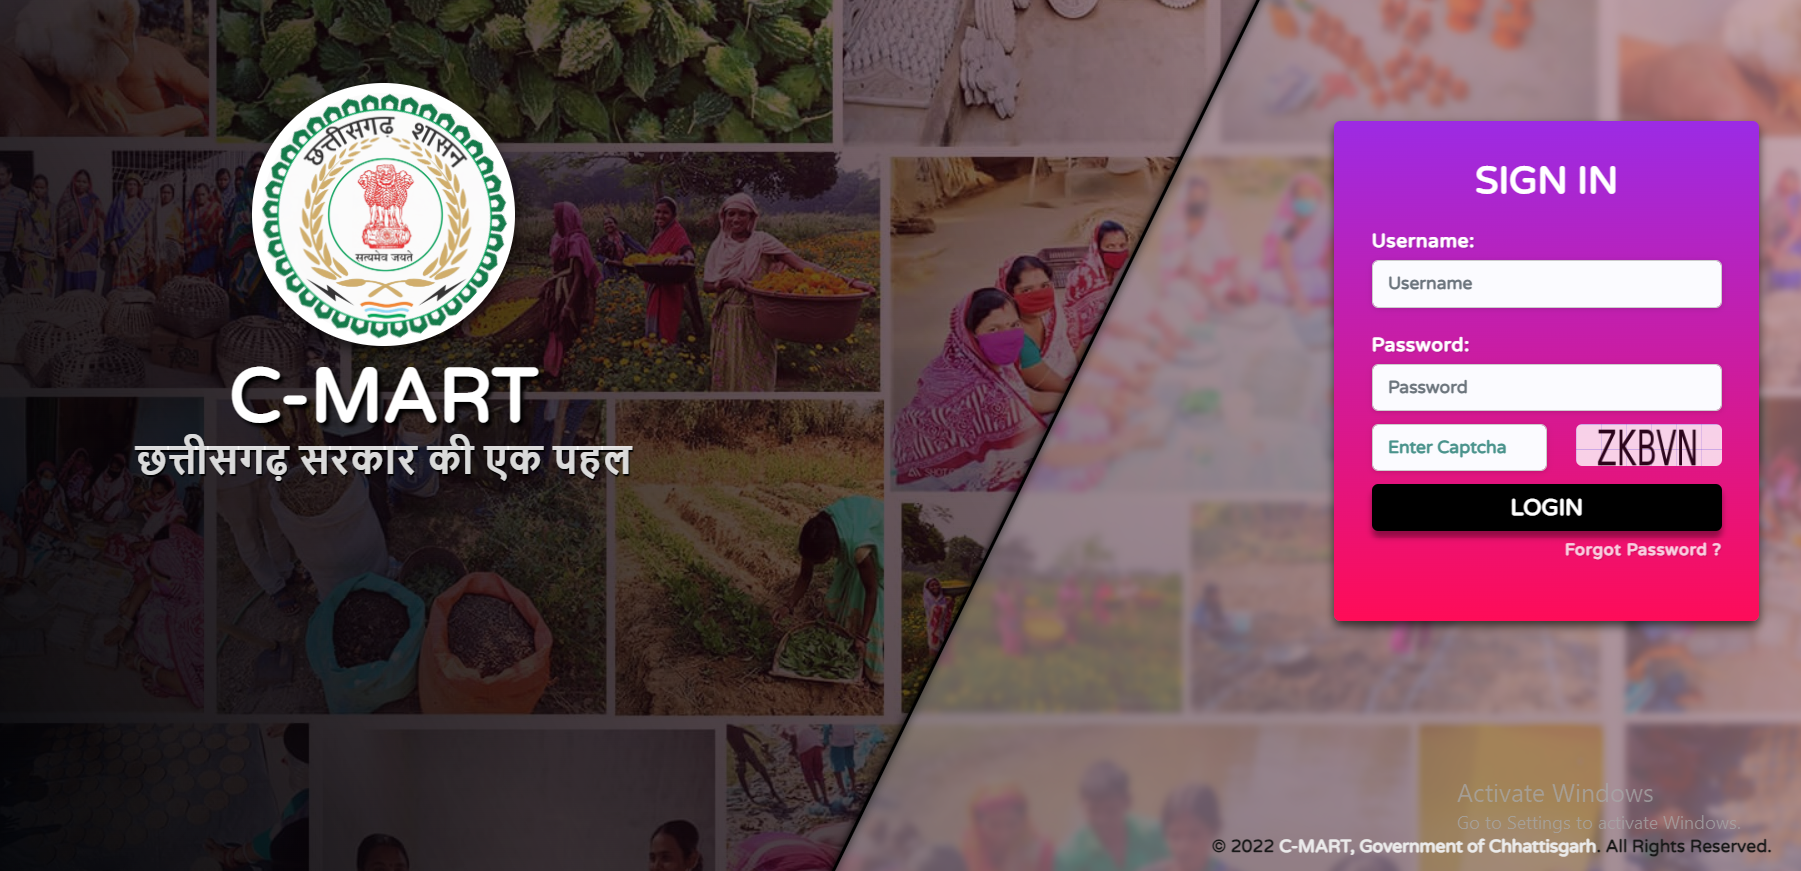 छत्तीसगढ़ शासन
सत्यमेव जयते
C-MART
छत्तीसगढ़ सरकार की एक पहल
SIGN IN
Username:
Username
Password:
Password
Enter Captcha
ZKBVN
LOGIN
Forgot Password ?
Activate Windows
Go to Settings to activate Windows.
© 2022 C-MART, Government of Chhattisgarh. All Rights Reserved.